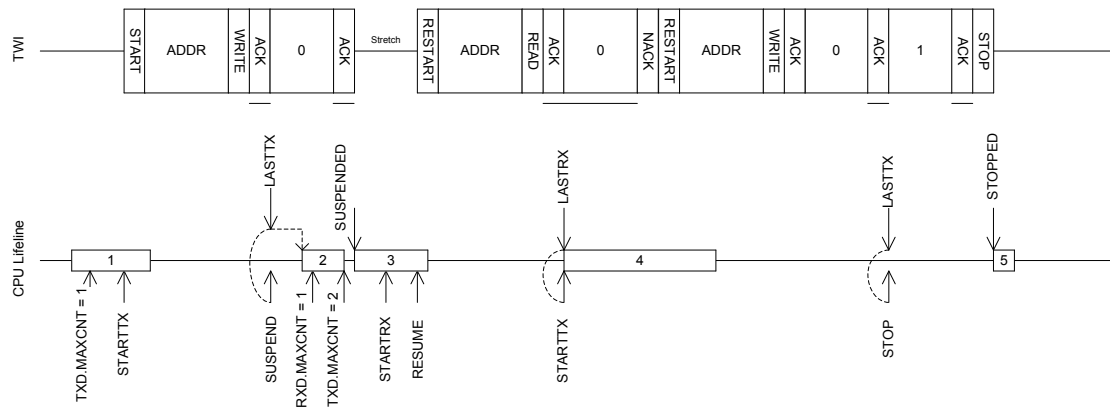 TWI
START
ADDR
WRITE
ACK
0
ACK
Stretch
RESTART
ADDR
READ
ACK
0
NACK
RESTART
ADDR
WRITE
ACK
0
ACK
1
ACK
STOP
LASTTX
SUSPENDED
LASTRX
LASTTX
STOPPED
CPU Lifeline
1
2
3
4
5
TXD.MAXCNT = 1
STARTTX
SUSPEND
RXD.MAXCNT = 1
TXD.MAXCNT = 2
STARTRX
RESUME
STARTTX
STOP